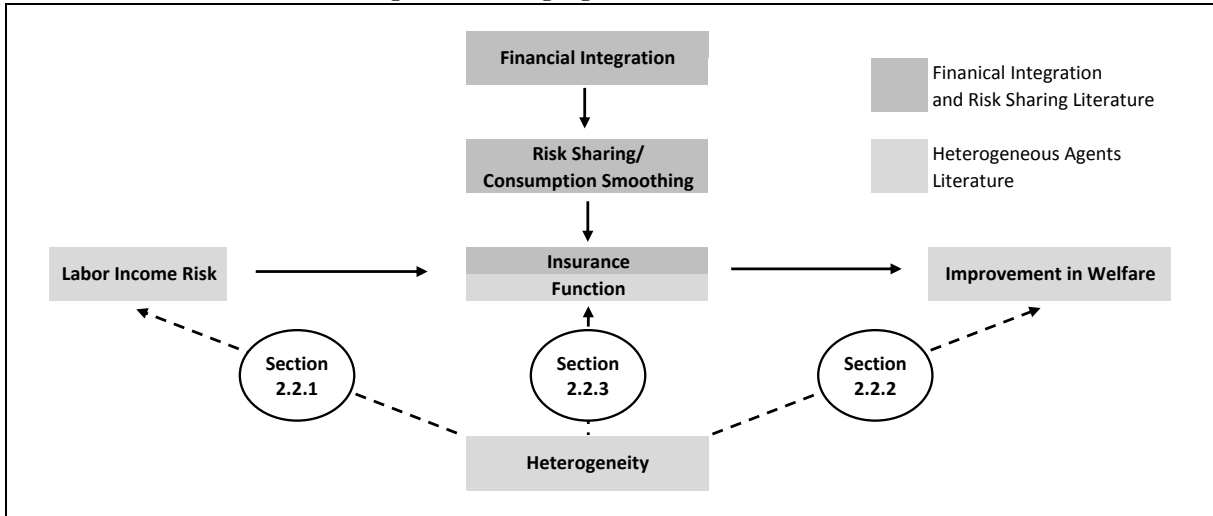 Financial Integration
Finanical Integration
and Risk Sharing Literature
Risk Sharing/
Consumption Smoothing
Heterogeneous Agents
Literature
Labor Income Risk
Insurance
Function
Improvement in Welfare
Section
2.2.1
Section
2.2.3
Section
2.2.2
Heterogeneity